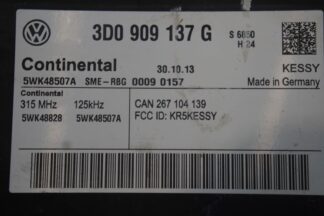 3D0 909 137 G
S 6650
H 24
Continental
30.10.13
KESSY
5WK48507A SME-R8G 0009 0157
Made in Germany
Continental
315 MHz 125kHz
CAN 267 104 139
5WK48828 5WK48507A
FCC ID: KR5KESSY